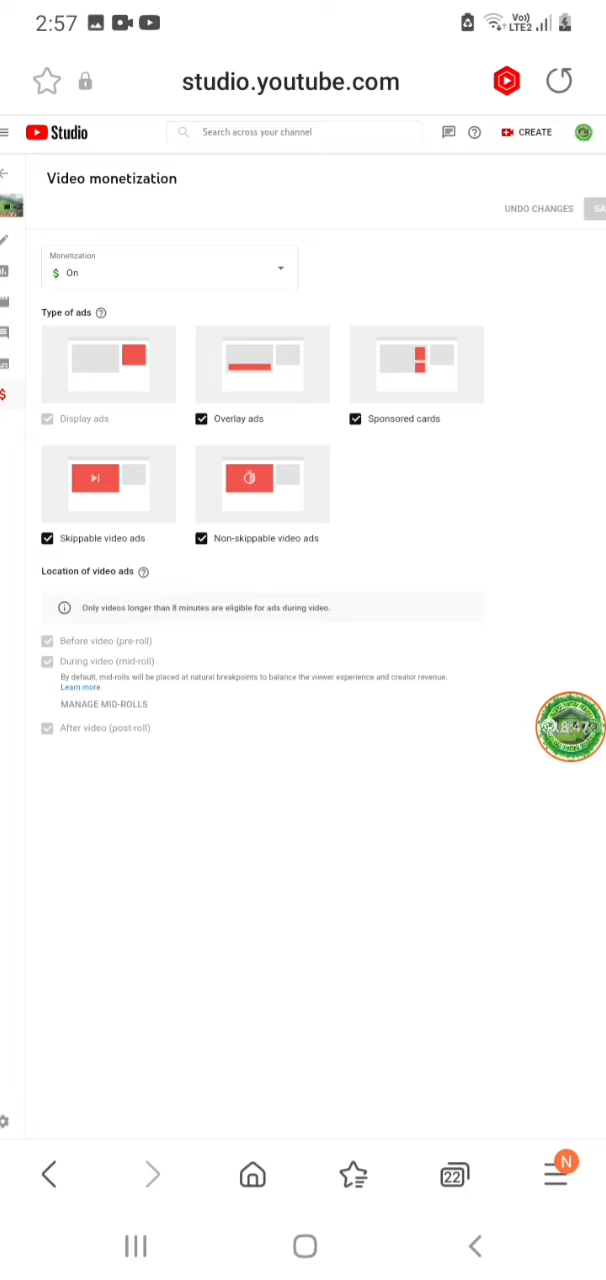 2:57
Vo))
LTE2
studio.youtube.com
Studio
Search across your channel
CREATE
Video monetization
UNDO CHANGES
SA
Monetization
$ On
Type of ads
Display ads
Overlay ads
Sponsored cards
Skippable video ads
Non-skippable video ads
Location of video ads
Only videos longer than 8 minutes are eligible for ads during video.
Before video (pre-roll)
During video (mid-roll)
By default, mid-rolls will be placed at natural breakpoints to balance the viewer experience and creator revenue.
Learn more
MANAGE MID-ROLLS
After video (post-roll)
22
N